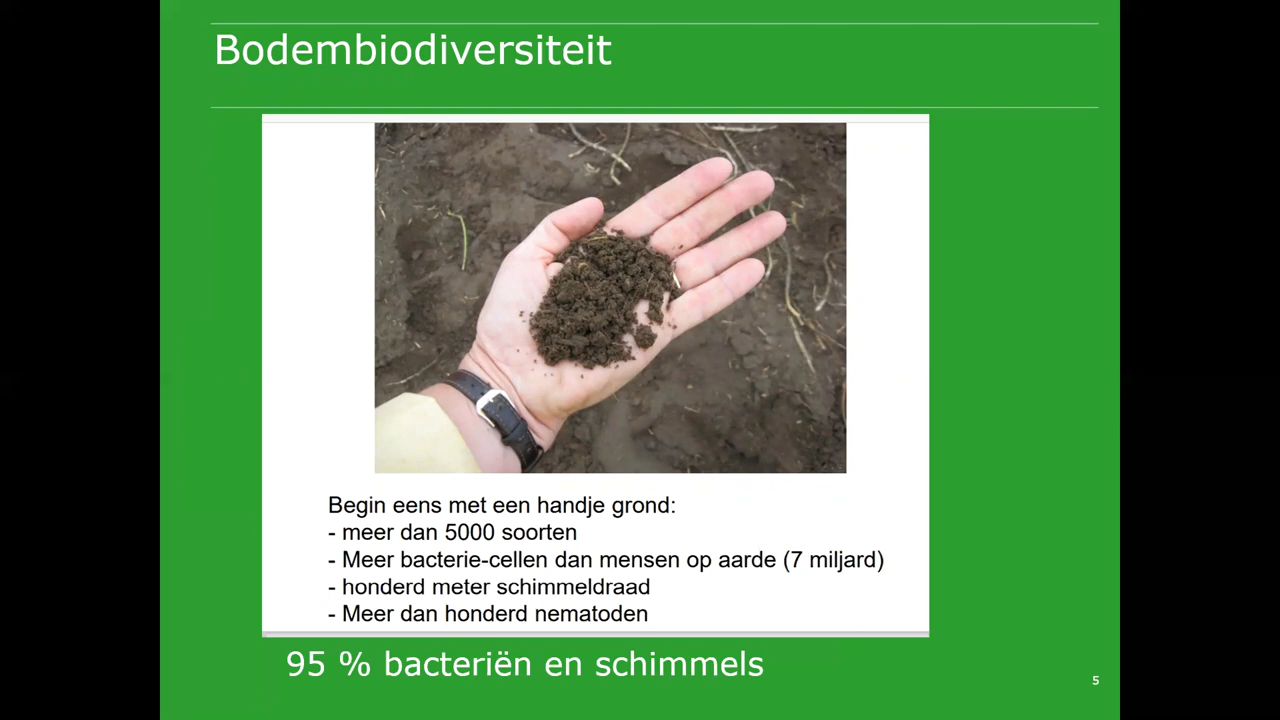 Bodembiodiversiteit
Begin eens met een handje grond:
- meer dan 5000 soorten
- Meer bacterie-cellen dan mensen op aarde (7 miljard)
- honderd meter schimmeldraad
- Meer dan honderd nematoden
95 % bacteriën en schimmels
5